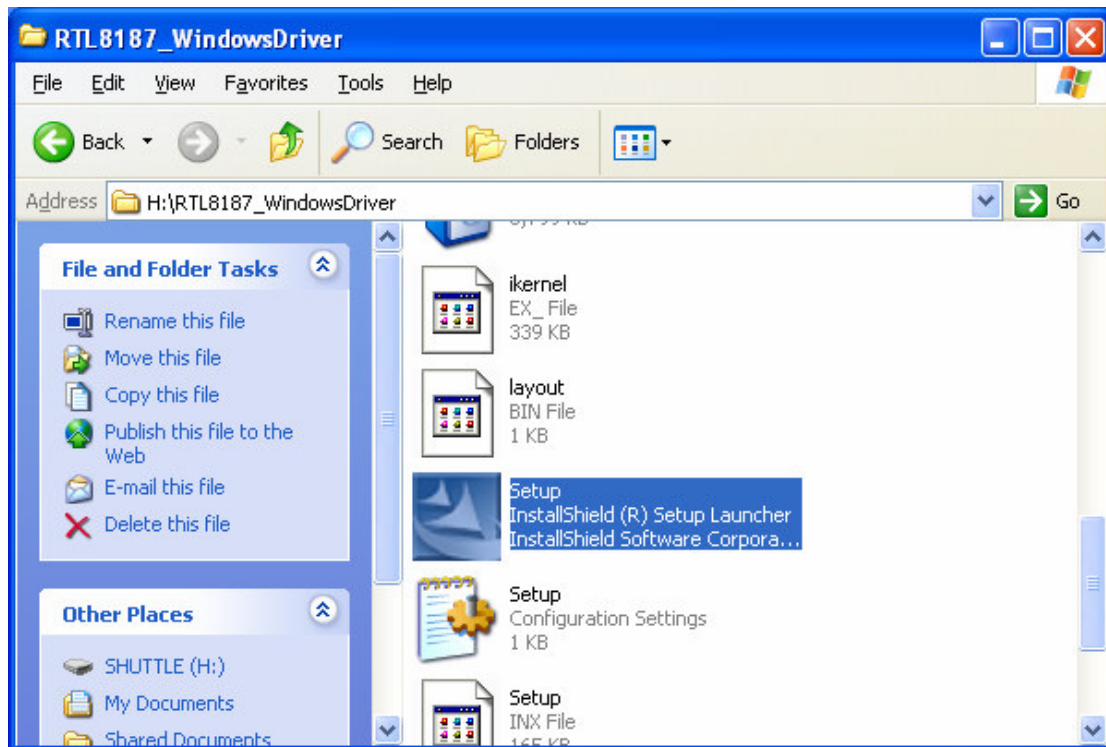 RTL8187_WindowsDriver
File Edit View Favorites Tools Help
Back Search Folders
Address H:\RTL8187_WindowsDriver Go
File and Folder Tasks
Rename this file
Move this file
Copy this file
Publish this file to the
Web
E-mail this file
Delete this file
Other Places
SHUTTLE (H:)
My Documents
Shared Documents
ikernel
EX_ File
339 KB
layout
BIN File
1 KB
Setup
InstallShield (R) Setup Launcher
InstallShield Software Corpora...
Setup
Configuration Settings
1 KB
Setup
INX File